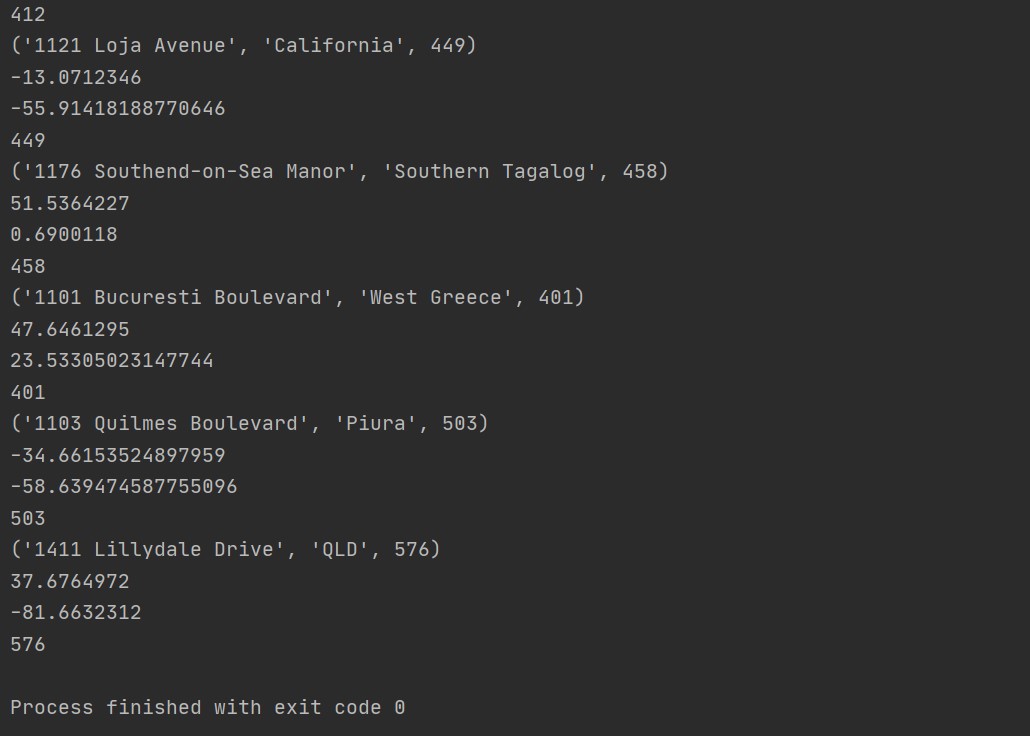 412
('1121 Loja Avenue', 'California', 449)
-13.0712346
-55.91418188770646
449
('1176 Southend-on-Sea Manor', 'Southern Tagalog', 458)
51.5364227
0.6900118
458
('1101 Bucuresti Boulevard', 'West Greece', 401)
47.6461295
23.53305023147744
401
('1103 Quilmes Boulevard', 'Piura', 503)
-34.66153524897959
-58.639474587755096
503
('1411 Lillydale Drive', 'QLD', 576)
37.6764972
-81.6632312
576
Process finished with exit code 0